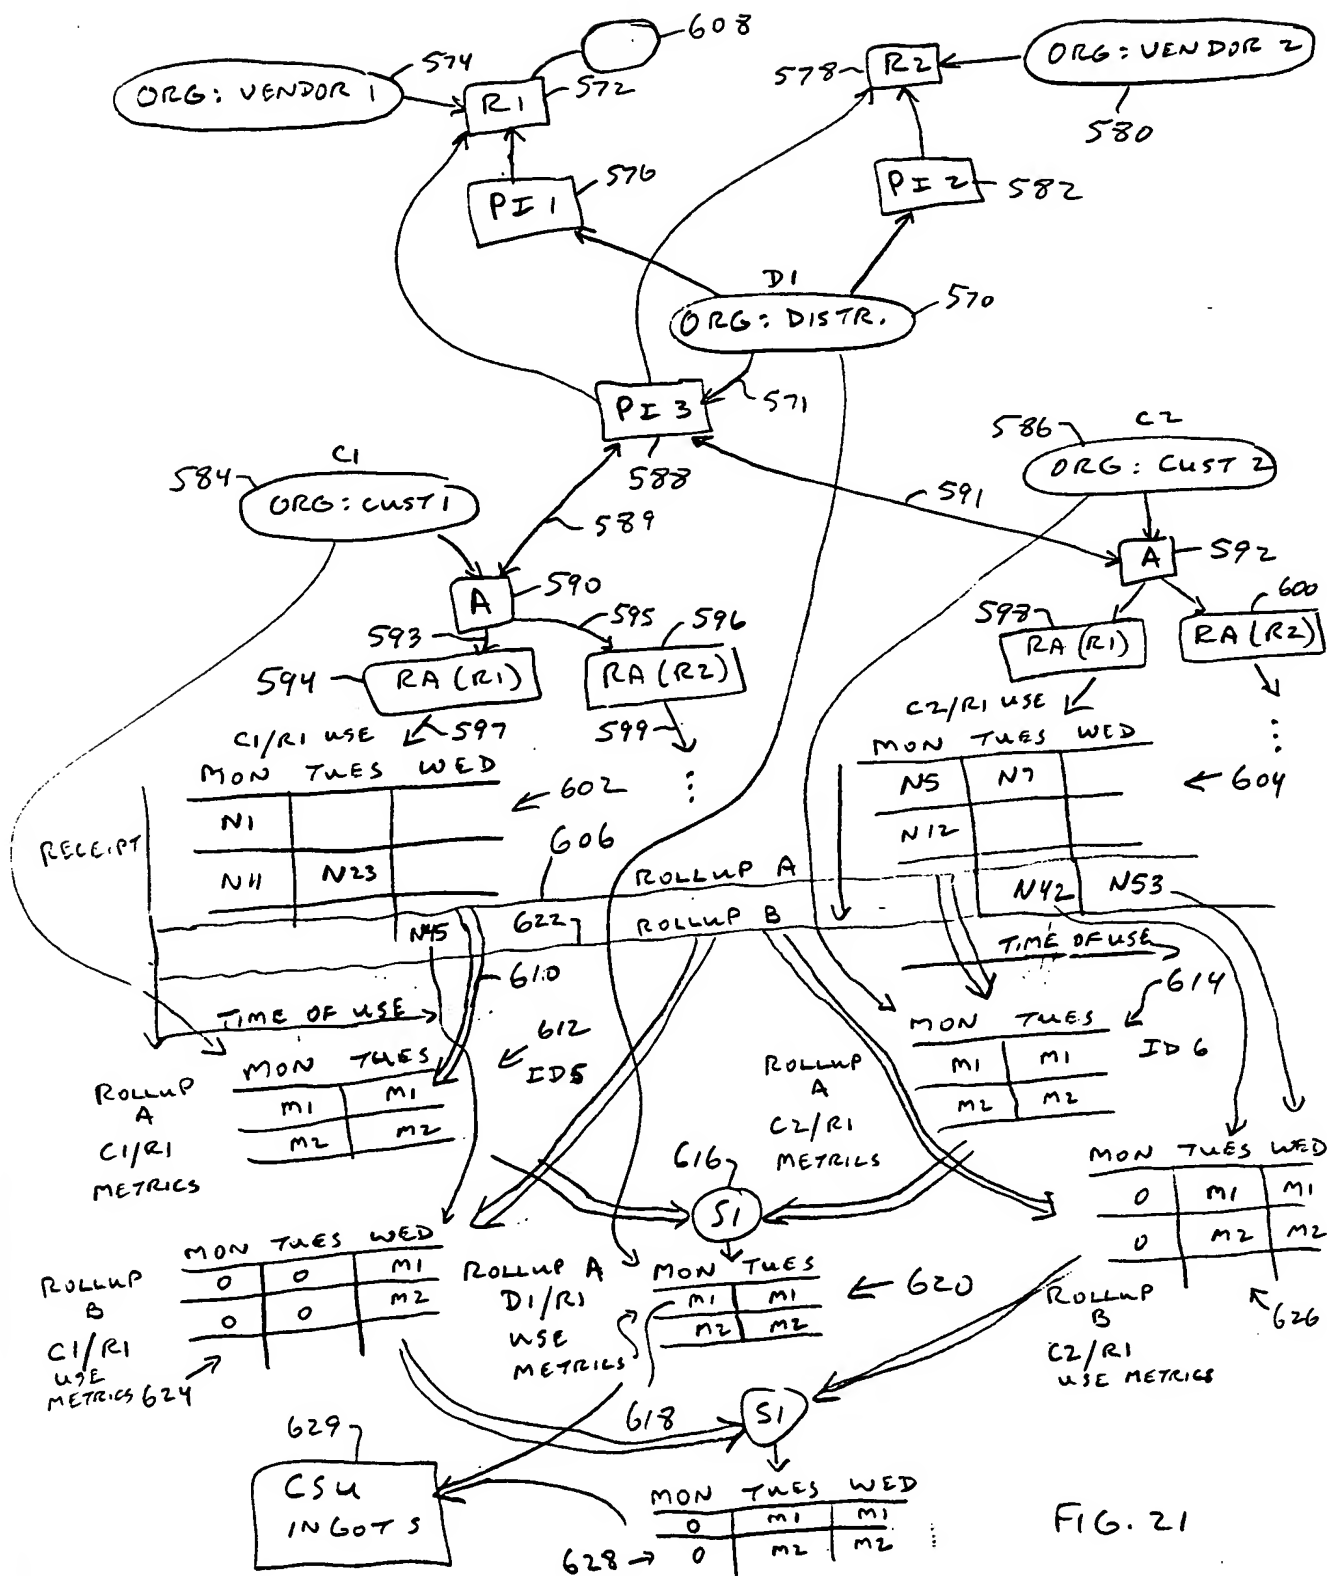 608
574
ORG: VENDOR 1
R1
572
578
R2
ORG: VENDOR 2
580
576
PI 1
PI 2
582
D1
ORG: DISTR.
570
PI 3
571
588
C1
584
ORG: CUST 1
589
586
C2
ORG: CUST 2
591
A
590
A
592
593
595
596
598
600
594
RA (R1)
RA (R2)
RA (R1)
RA (R2)
C1/R1 USE
597
599
C2/R1 USE
MON TUES WED
N1
N11 N23
N45
602
606
MON TUES WED
N5 N7
N12
N42 N53
604
RECEIPT
ROLLUP A
622
ROLLUP B
TIME OF USE
610
TIME OF USE
612
ID5
614
ID6
ROLLUP
A
C1/R1
METRICS
MON TUES
M1 M1
M2 M2
ROLLUP
A
C2/R1
METRICS
MON TUES
M1 M1
M2 M2
616
S1
MON TUES WED
0 M1 M1
0 M2 M2
626
ROLLUP
B
C1/R1
USE
METRICS 624
MON TUES WED
0 0 M1
0 0 M2
ROLLUP A
D1/R1
USE
METRICS
MON TUES
M1 M1
M2 M2
620
ROLLUP
B
C2/R1
USE METRICS
618
S1
629
CSU
INGOTS
MON TUES WED
0 M1 M1
0 M2 M2
628
FIG. 21